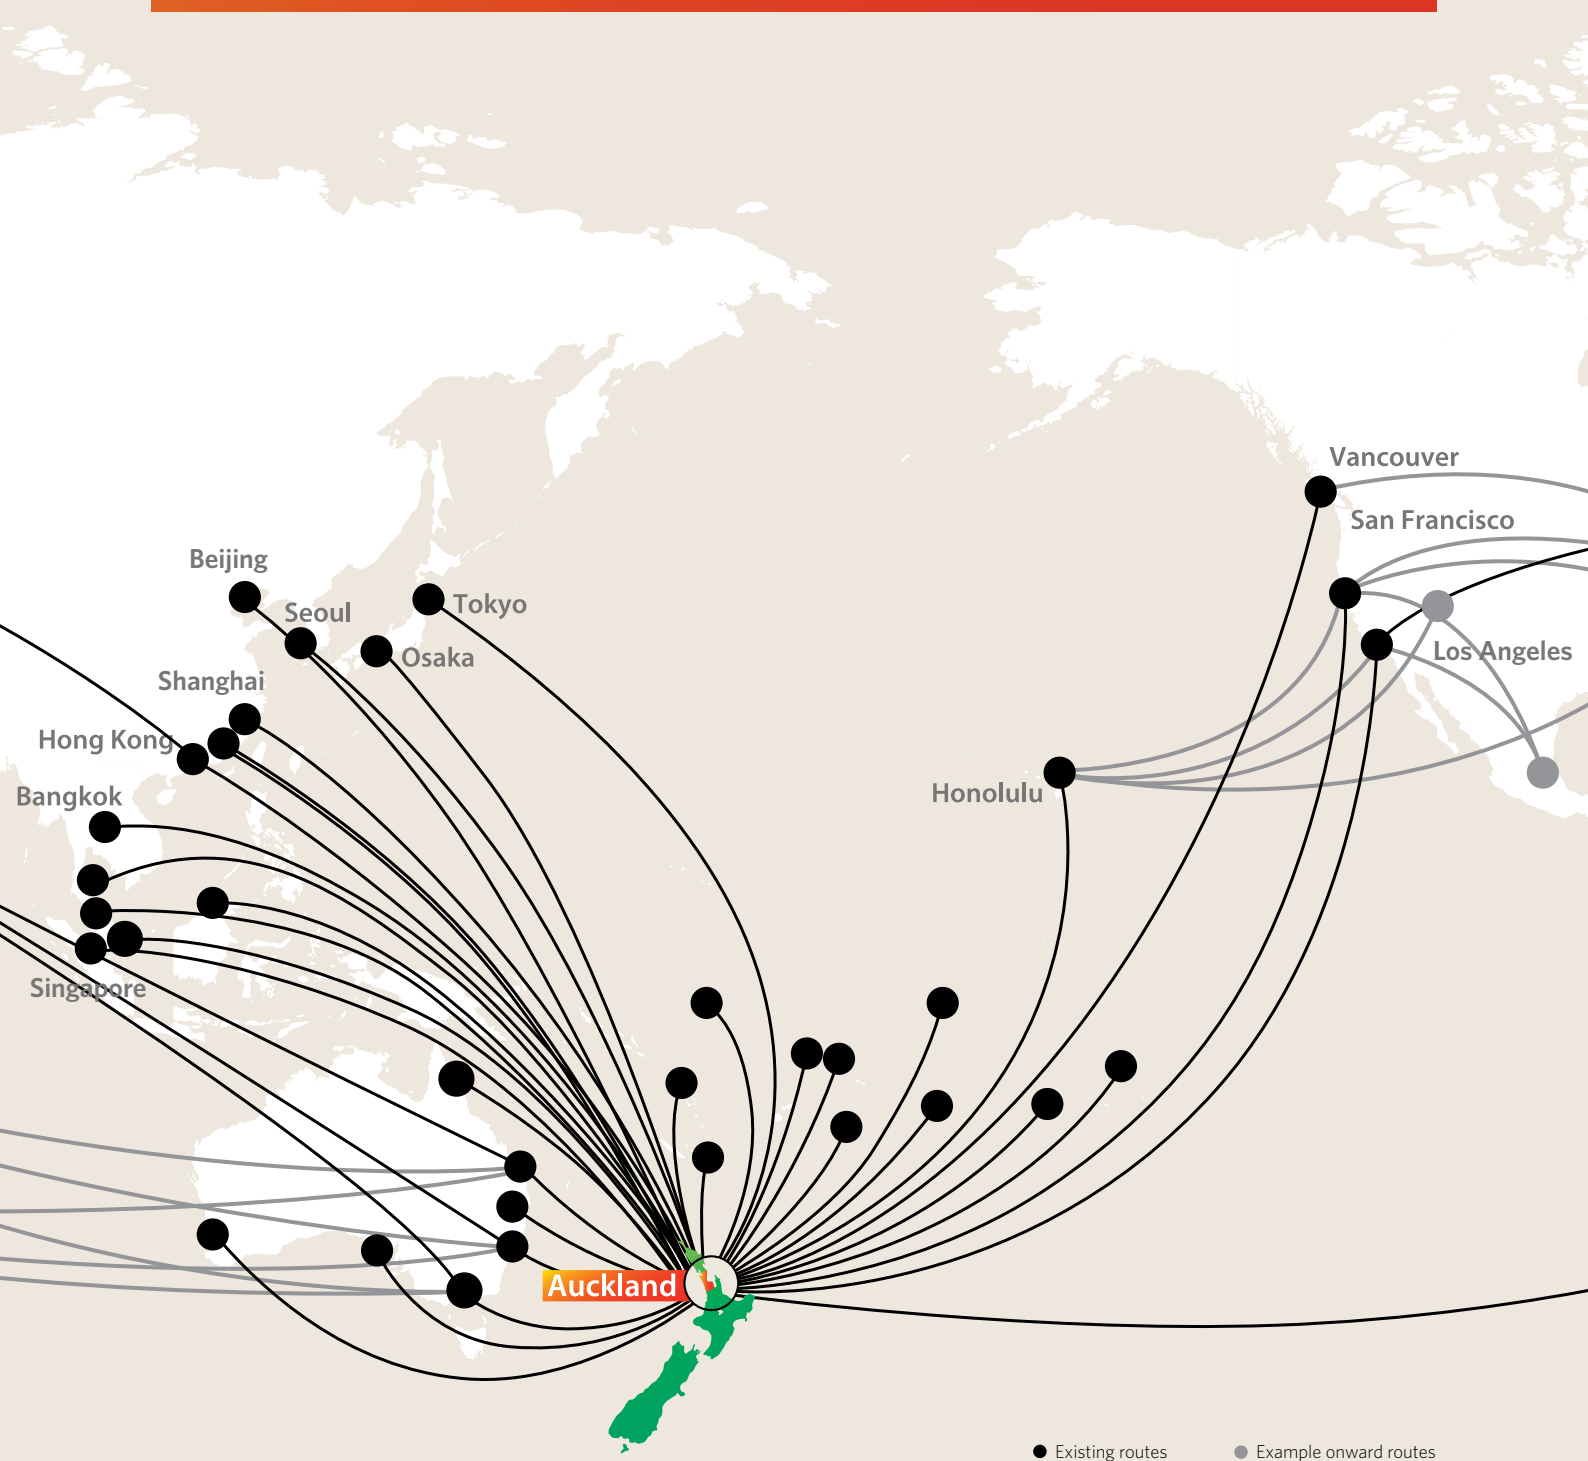 Vancouver
San Francisco
Beijing
Seoul
Tokyo
Osaka
Los Angeles
Shanghai
Hong Kong
Bangkok
Honolulu
Singapore
Auckland
Existing routes
Example onward routes